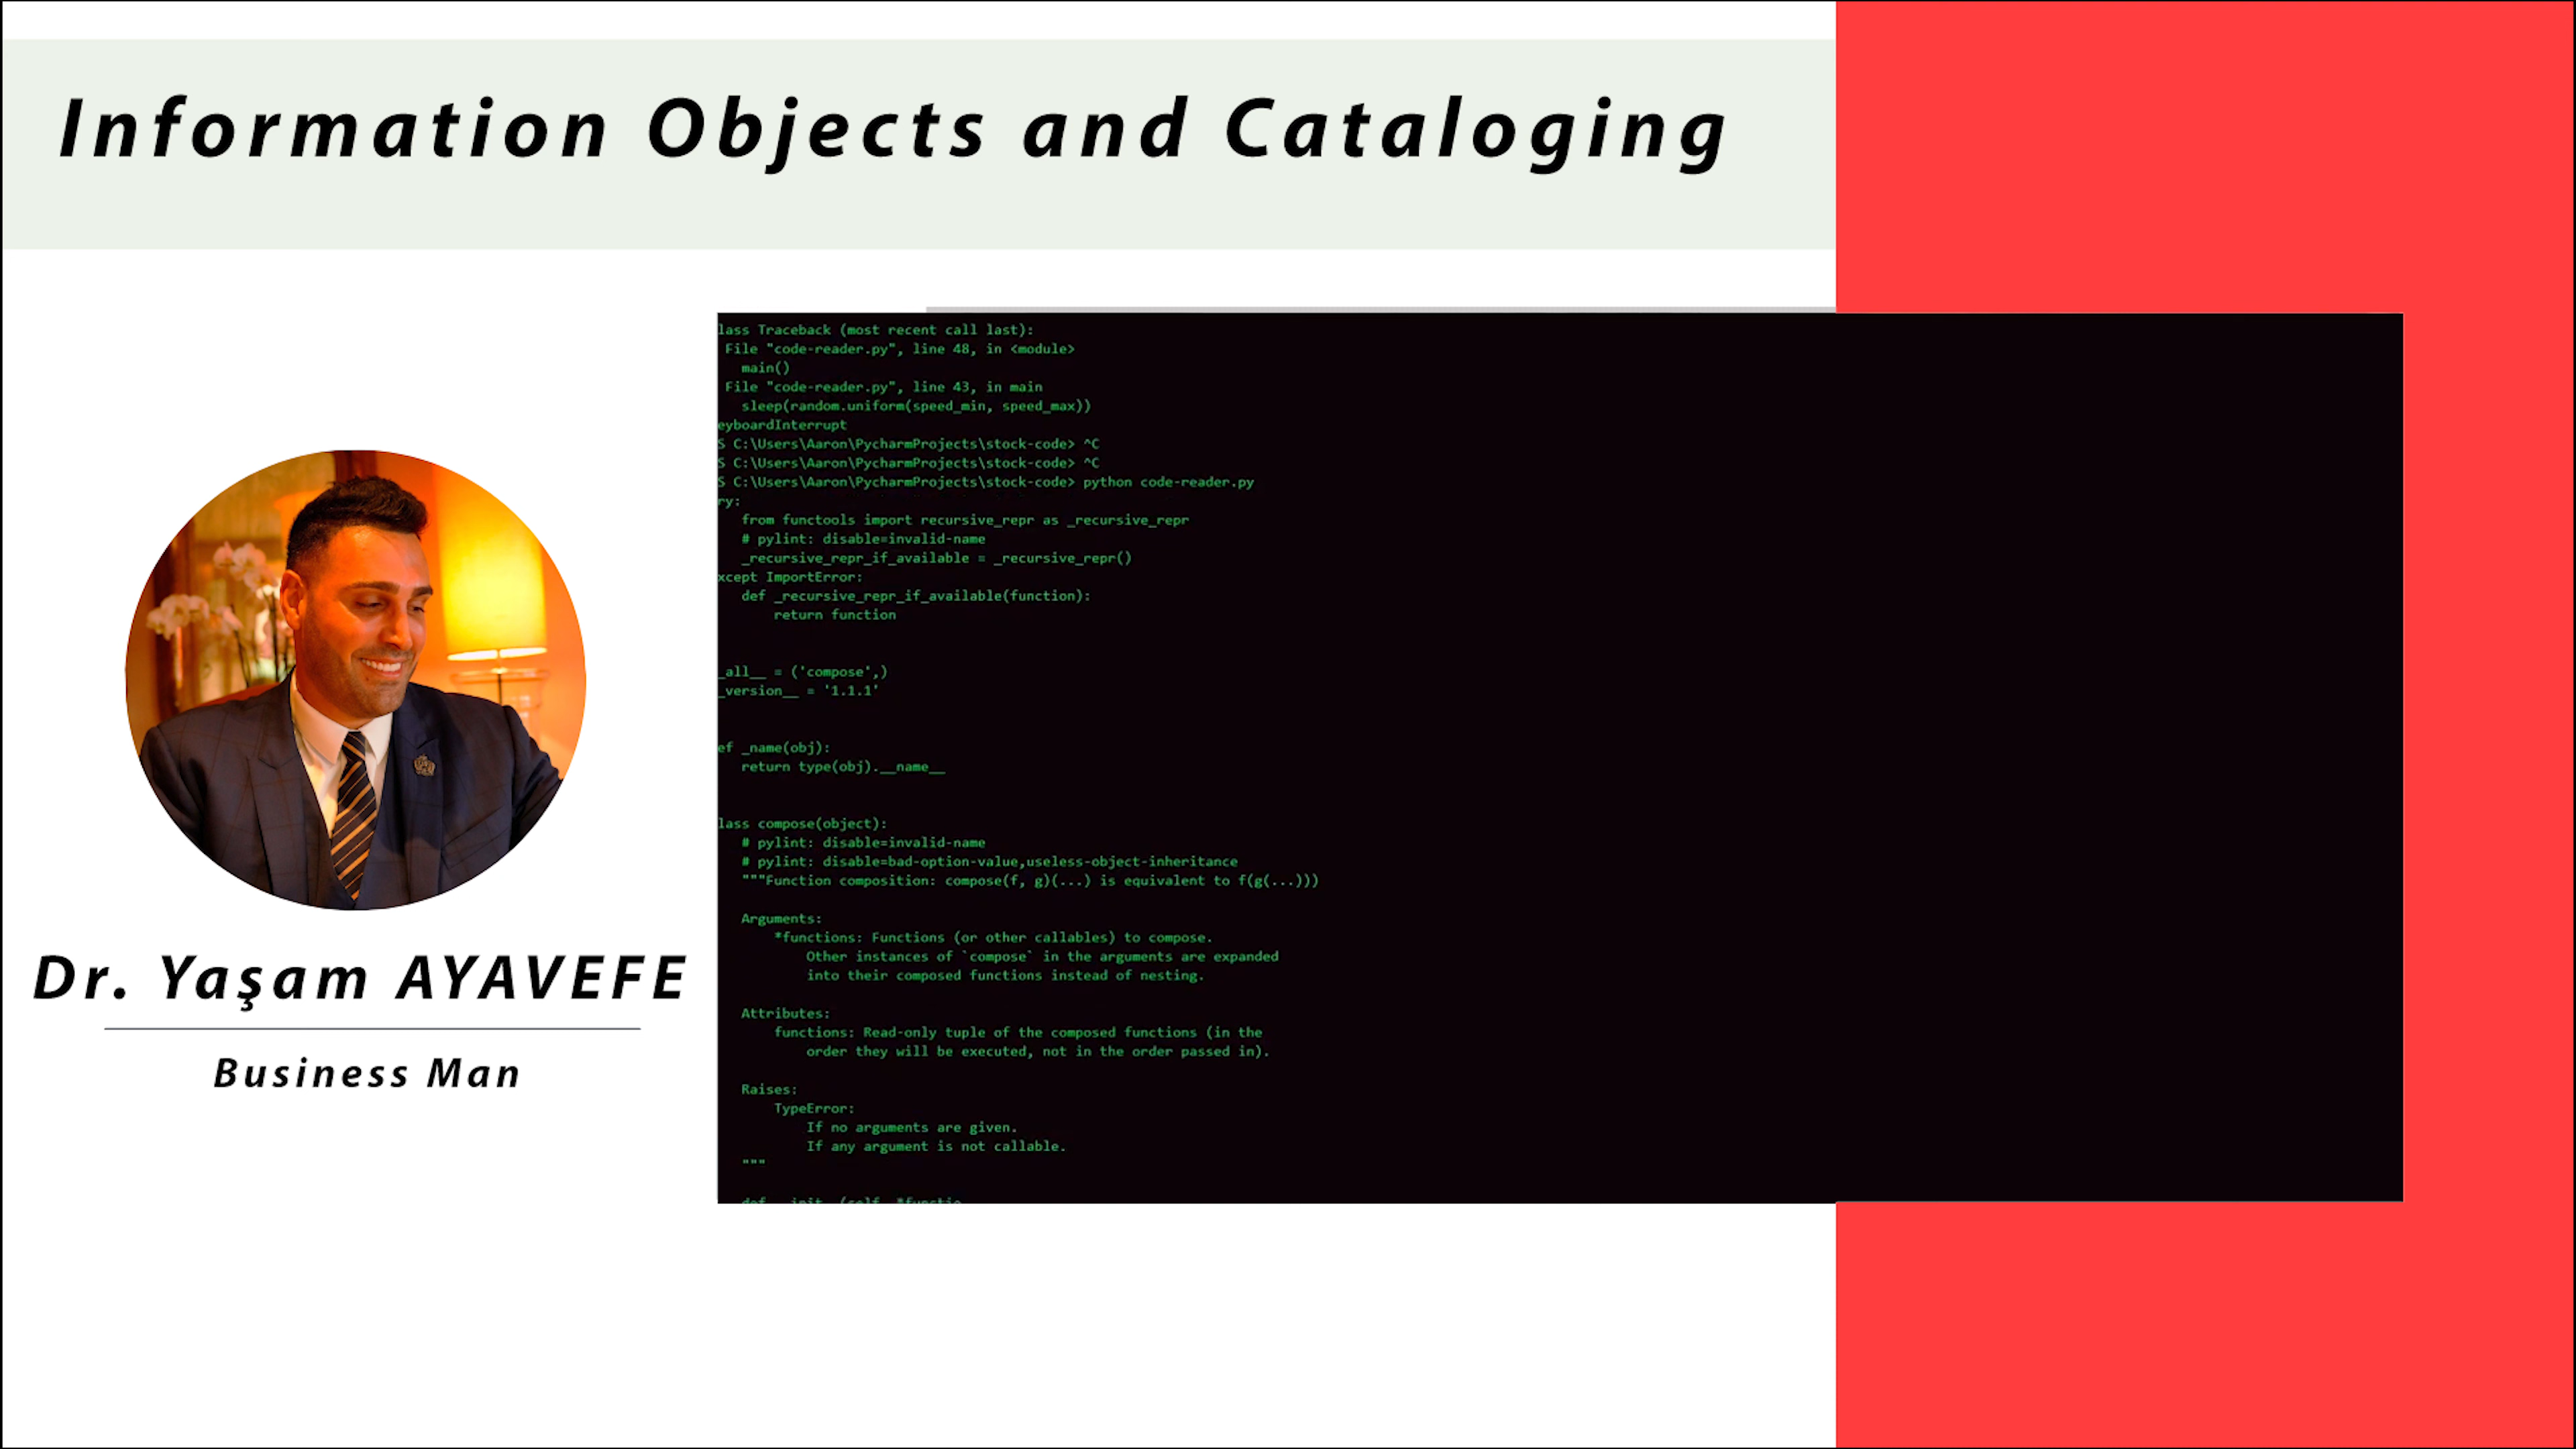 Information Objects and Cataloging
lass Traceback (most recent call last):
File "code-reader.py", line 48, in <module>
main()
File "code-reader.py", line 43, in main
sleep(random.uniform(speed_min, speed_max))
eyboardInterrupt
S C:\Users\Aaron\PycharmProjects\stock-code> ^C
S C:\Users\Aaron\PycharmProjects\stock-code> ^C
S C:\Users\Aaron\PycharmProjects\stock-code> python code-reader.py
ry:
from functools import recursive_repr as _recursive_repr
# pylint: disable=invalid-name
_recursive_repr_if_available = _recursive_repr()
xcept ImportError:
def _recursive_repr_if_available(function):
return function
_all__ = ('compose',)
_version__ = '1.1.1'
ef _name(obj):
return type(obj).__name__
lass compose(object):
# pylint: disable=invalid-name
# pylint: disable=bad-option-value,useless-object-inheritance
"""Function composition: compose(f, g)(...) is equivalent to f(g(...)))
Arguments:
*functions: Functions (or other callables) to compose.
Other instances of `compose` in the arguments are expanded
into their composed functions instead of nesting.
Attributes:
functions: Read-only tuple of the composed functions (in the
order they will be executed, not in the order passed in).
Raises:
TypeError:
If no arguments are given.
If any argument is not callable.
"""
Dr. Yaşam AYAVEFE
Business Man